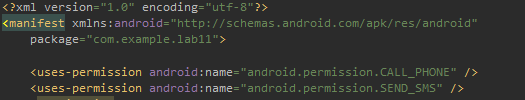 <?xml version="1.0" encoding="utf-8"?>
<manifest xmlns:android="http://schemas.android.com/apk/res/android"
    package="com.example.lab11">
    <uses-permission android:name="android.permission.CALL_PHONE" />
    <uses-permission android:name="android.permission.SEND_SMS" />